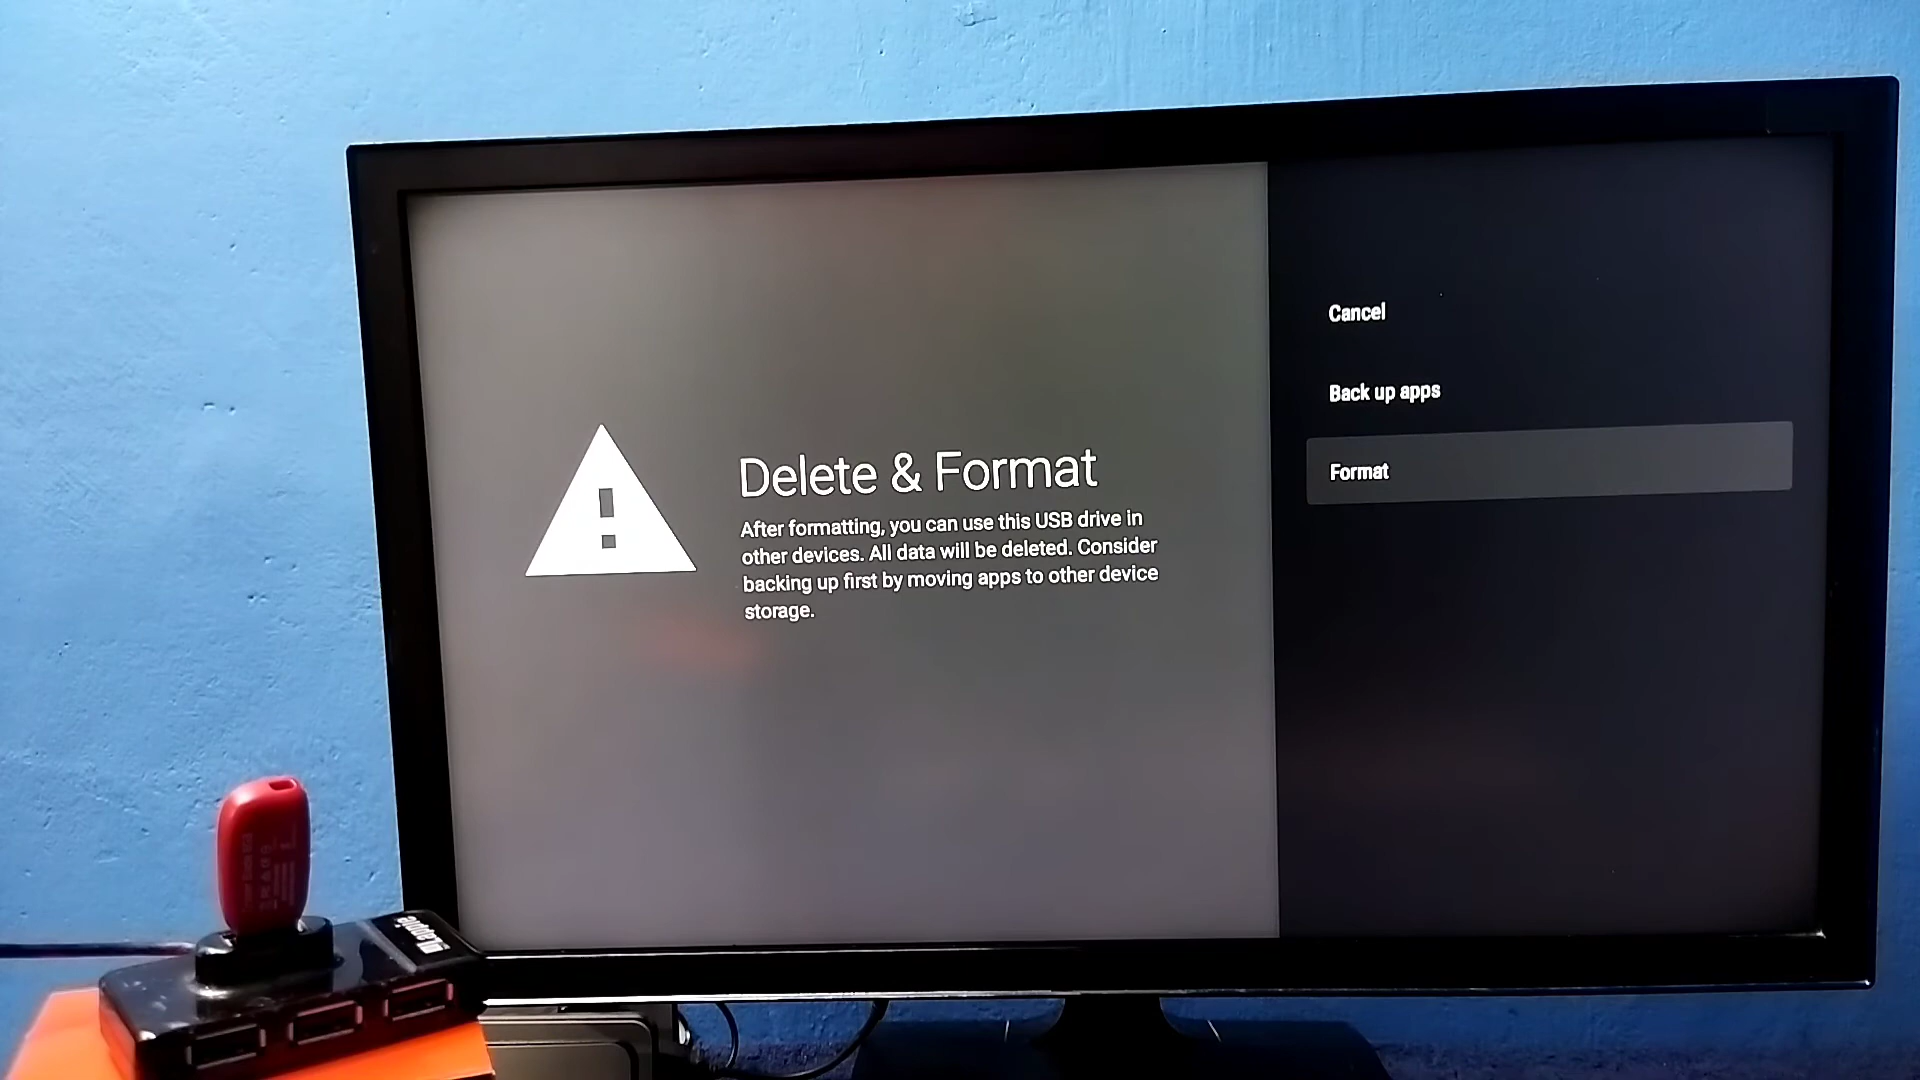 Delete & Format
After formatting, you can use this USB drive in
other devices. All data will be deleted. Consider
backing up first by moving apps to other device
storage.
Cancel
Back up apps
Format